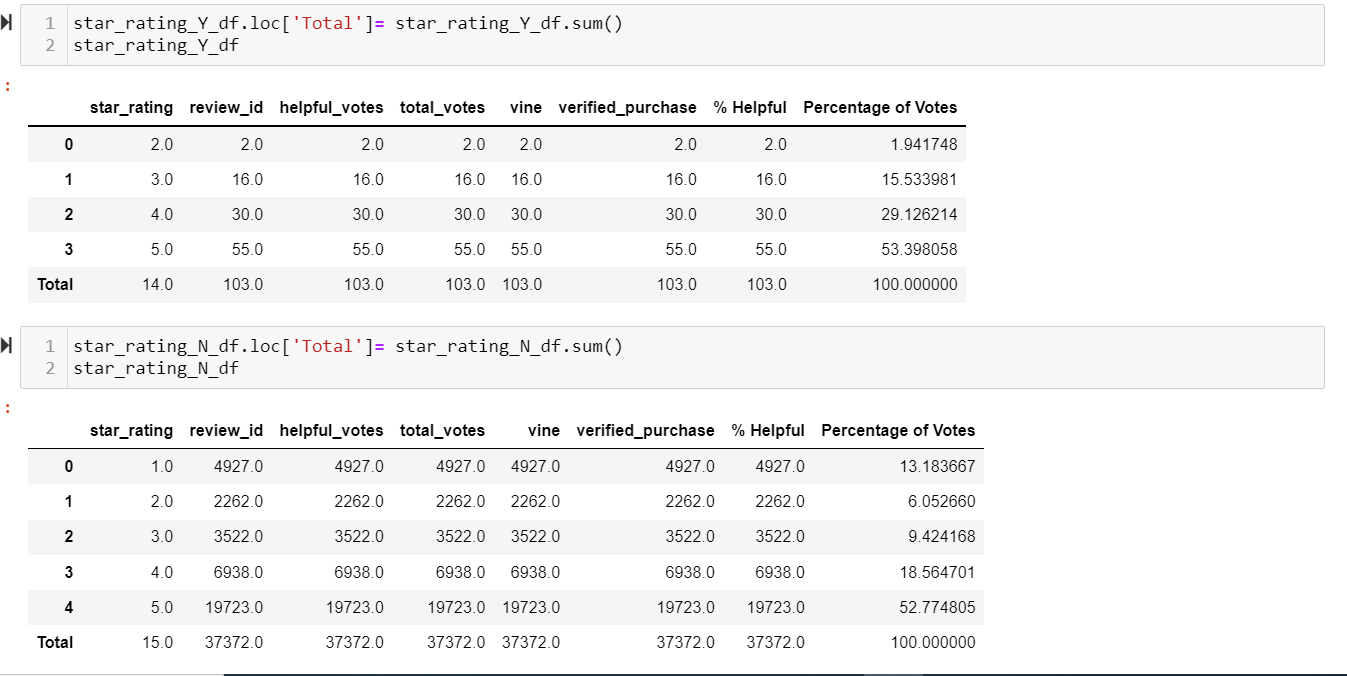 1 star_rating_Y_df.loc['Total']= star_rating_Y_df.sum()
2 star_rating_Y_df
:
star_rating review_id helpful_votes total_votes vine verified_purchase % Helpful Percentage of Votes
0 2.0 2.0 2.0 2.0 2.0 2.0 2.0 1.941748
1 3.0 16.0 16.0 16.0 16.0 16.0 16.0 15.533981
2 4.0 30.0 30.0 30.0 30.0 30.0 30.0 29.126214
3 5.0 55.0 55.0 55.0 55.0 55.0 55.0 53.398058
Total 14.0 103.0 103.0 103.0 103.0 103.0 103.0 100.000000
1 star_rating_N_df.loc['Total']= star_rating_N_df.sum()
2 star_rating_N_df
:
star_rating review_id helpful_votes total_votes vine verified_purchase % Helpful Percentage of Votes
0 1.0 4927.0 4927.0 4927.0 4927.0 4927.0 4927.0 13.183667
1 2.0 2262.0 2262.0 2262.0 2262.0 2262.0 2262.0 6.052660
2 3.0 3522.0 3522.0 3522.0 3522.0 3522.0 3522.0 9.424168
3 4.0 6938.0 6938.0 6938.0 6938.0 6938.0 6938.0 18.564701
4 5.0 19723.0 19723.0 19723.0 19723.0 19723.0 19723.0 52.774805
Total 15.0 37372.0 37372.0 37372.0 37372.0 37372.0 37372.0 100.000000